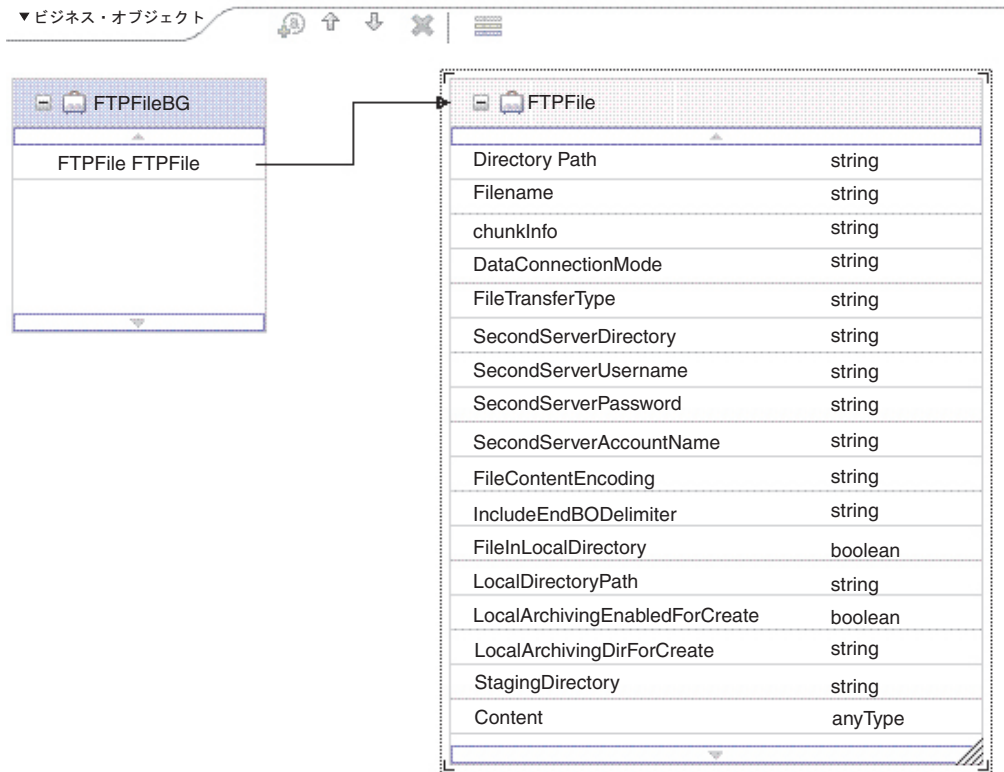 ▼ビジネス・オブジェクト
FTPFileBG
FTPFile FTPFile
FTPFile
Directory Path string
Filename string
chunkInfo string
DataConnectionMode string
FileTransferType string
SecondServerDirectory string
SecondServerUsername string
SecondServerPassword string
SecondServerAccountName string
FileContentEncoding string
IncludeEndBODelimiter string
FileInLocalDirectory boolean
LocalDirectoryPath string
LocalArchivingEnabledForCreate boolean
LocalArchivingDirForCreate string
StagingDirectory string
Content anyType